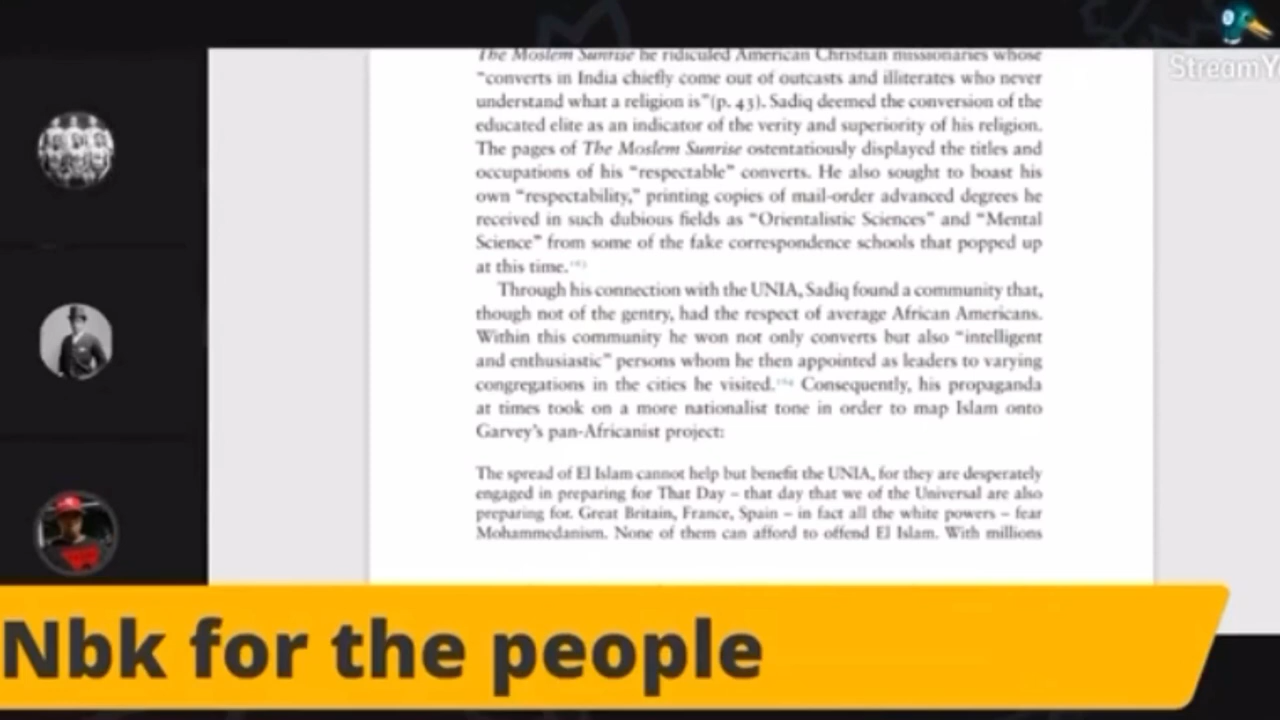 The Moslem Sunrise he ridiculed American Christian missionaries whose
“converts in India chiefly come out of outcasts and illiterates who never
understand what a religion is”(p. 43). Sadiq deemed the conversion of the
educated elite as an indicator of the verity and superiority of his religion.
The pages of The Moslem Sunrise ostentatiously displayed the titles and
occupations of his “respectable” converts. He also sought to boast his
own “respectability,” printing copies of mail-order advanced degrees he
received in such dubious fields as “Orientalistic Sciences” and “Mental
Science” from some of the fake correspondence schools that popped up
at this time.
Through his connection with the UNIA, Sadiq found a community that,
though not of the gentry, had the respect of average African Americans.
Within this community he won not only converts but also “intelligent
and enthusiastic” persons whom he then appointed as leaders to varying
congregations in the cities he visited. Consequently, his propaganda
at times took on a more nationalist tone in order to map Islam onto
Garvey’s pan-Africanist project:
The spread of El Islam cannot help but benefit the UNIA, for they are desperately
engaged in preparing for That Day – that day that we of the Universal are also
preparing for. Great Britain, France, Spain – in fact all the white powers – fear
Mohammedanism. None of them can afford to offend El Islam. With millions
StreamY
Nbk for the people